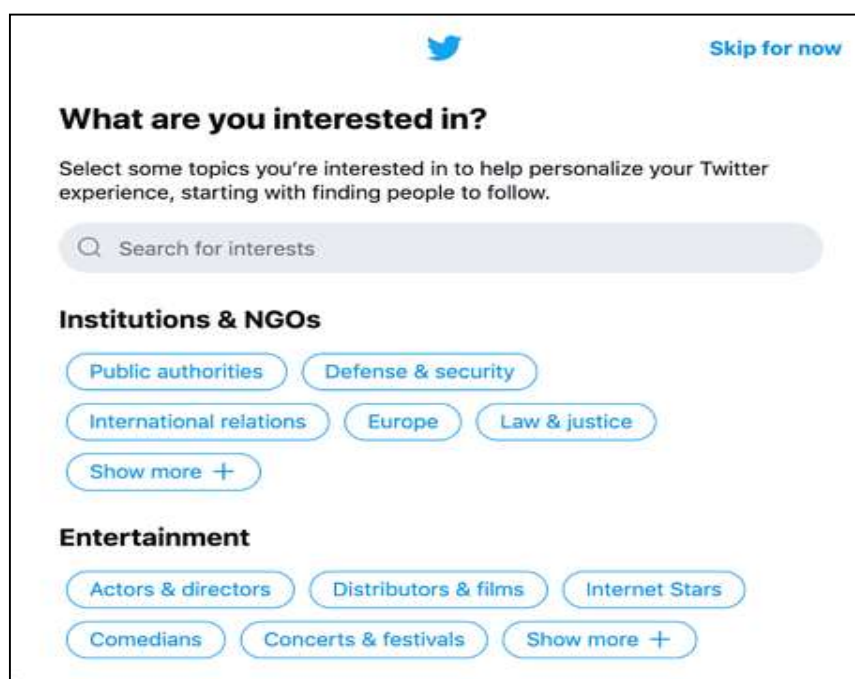 Skip for now
What are you interested in?
Select some topics you're interested in to help personalize your Twitter
experience, starting with finding people to follow.
Search for interests
Institutions & NGOs
Public authorities Defense & security
International relations Europe Law & justice
Show more +
Entertainment
Actors & directors Distributors & films Internet Stars
Comedians Concerts & festivals Show more +